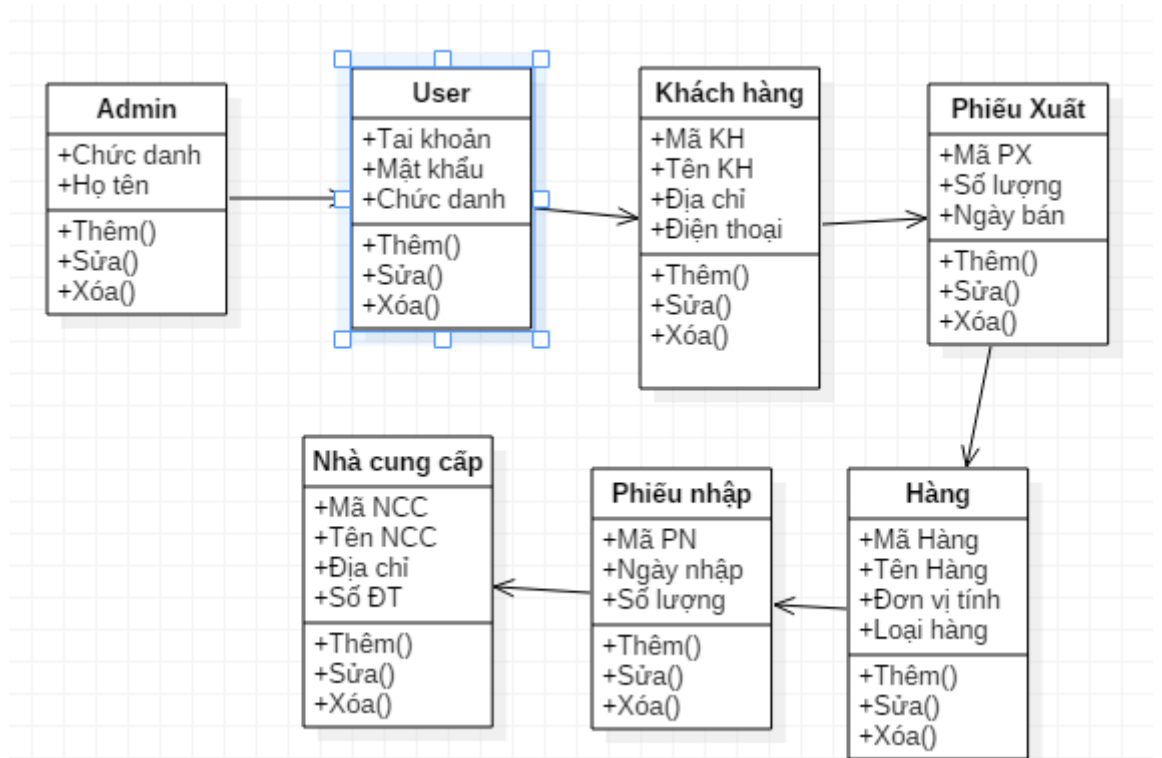 Admin
+Chức danh
+Họ tên
+Thêm()
+Sửa()
+Xóa()
User
+Tai khoản
+Mật khẩu
+Chức danh
+Thêm()
+Sửa()
+Xóa()
Khách hàng
+Mã KH
+Tên KH
+Địa chỉ
+Điện thoại
+Thêm()
+Sửa()
+Xóa()
Phiếu Xuất
+Mã PX
+Số lượng
+Ngày bán
+Thêm()
+Sửa()
+Xóa()
Nhà cung cấp
+Mã NCC
+Tên NCC
+Địa chỉ
+Số ĐT
+Thêm()
+Sửa()
+Xóa()
Phiếu nhập
+Mã PN
+Ngày nhập
+Số lượng
+Thêm()
+Sửa()
+Xóa()
Hàng
+Mã Hàng
+Tên Hàng
+Đơn vị tính
+Loại hàng
+Thêm()
+Sửa()
+Xóa()